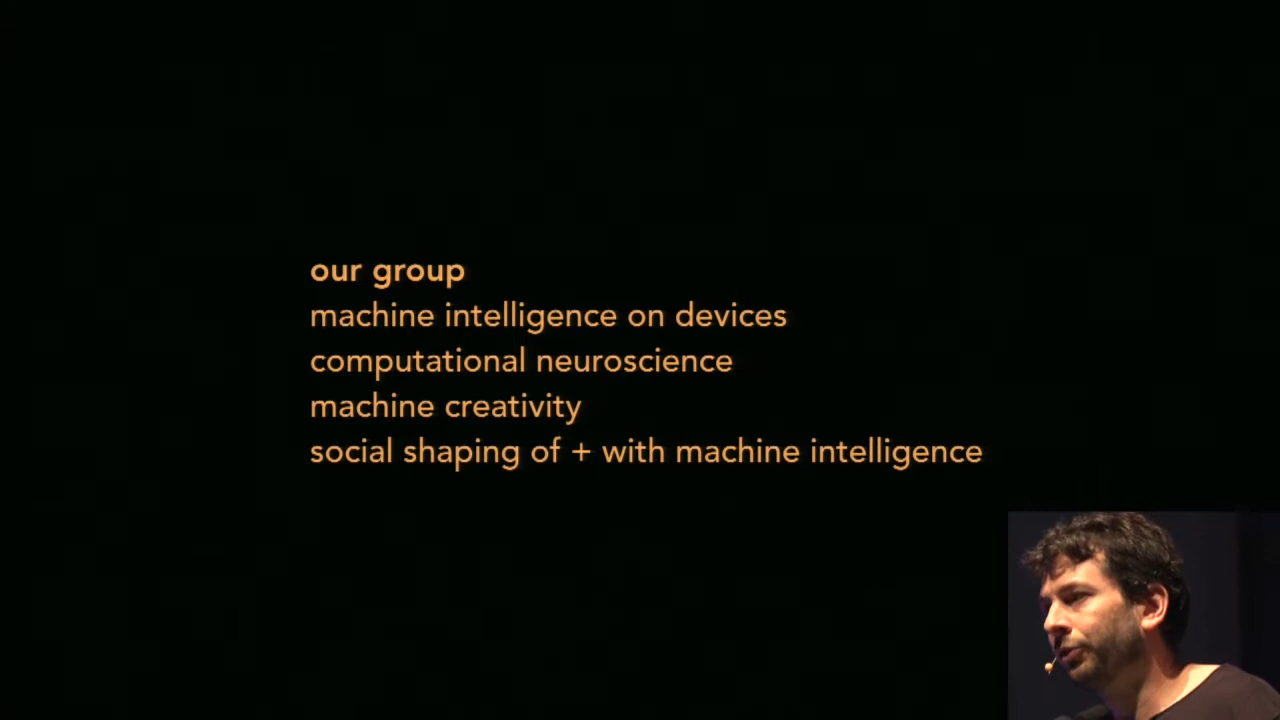 our group
machine intelligence on devices
computational neuroscience
machine creativity
social shaping of + with machine intelligence